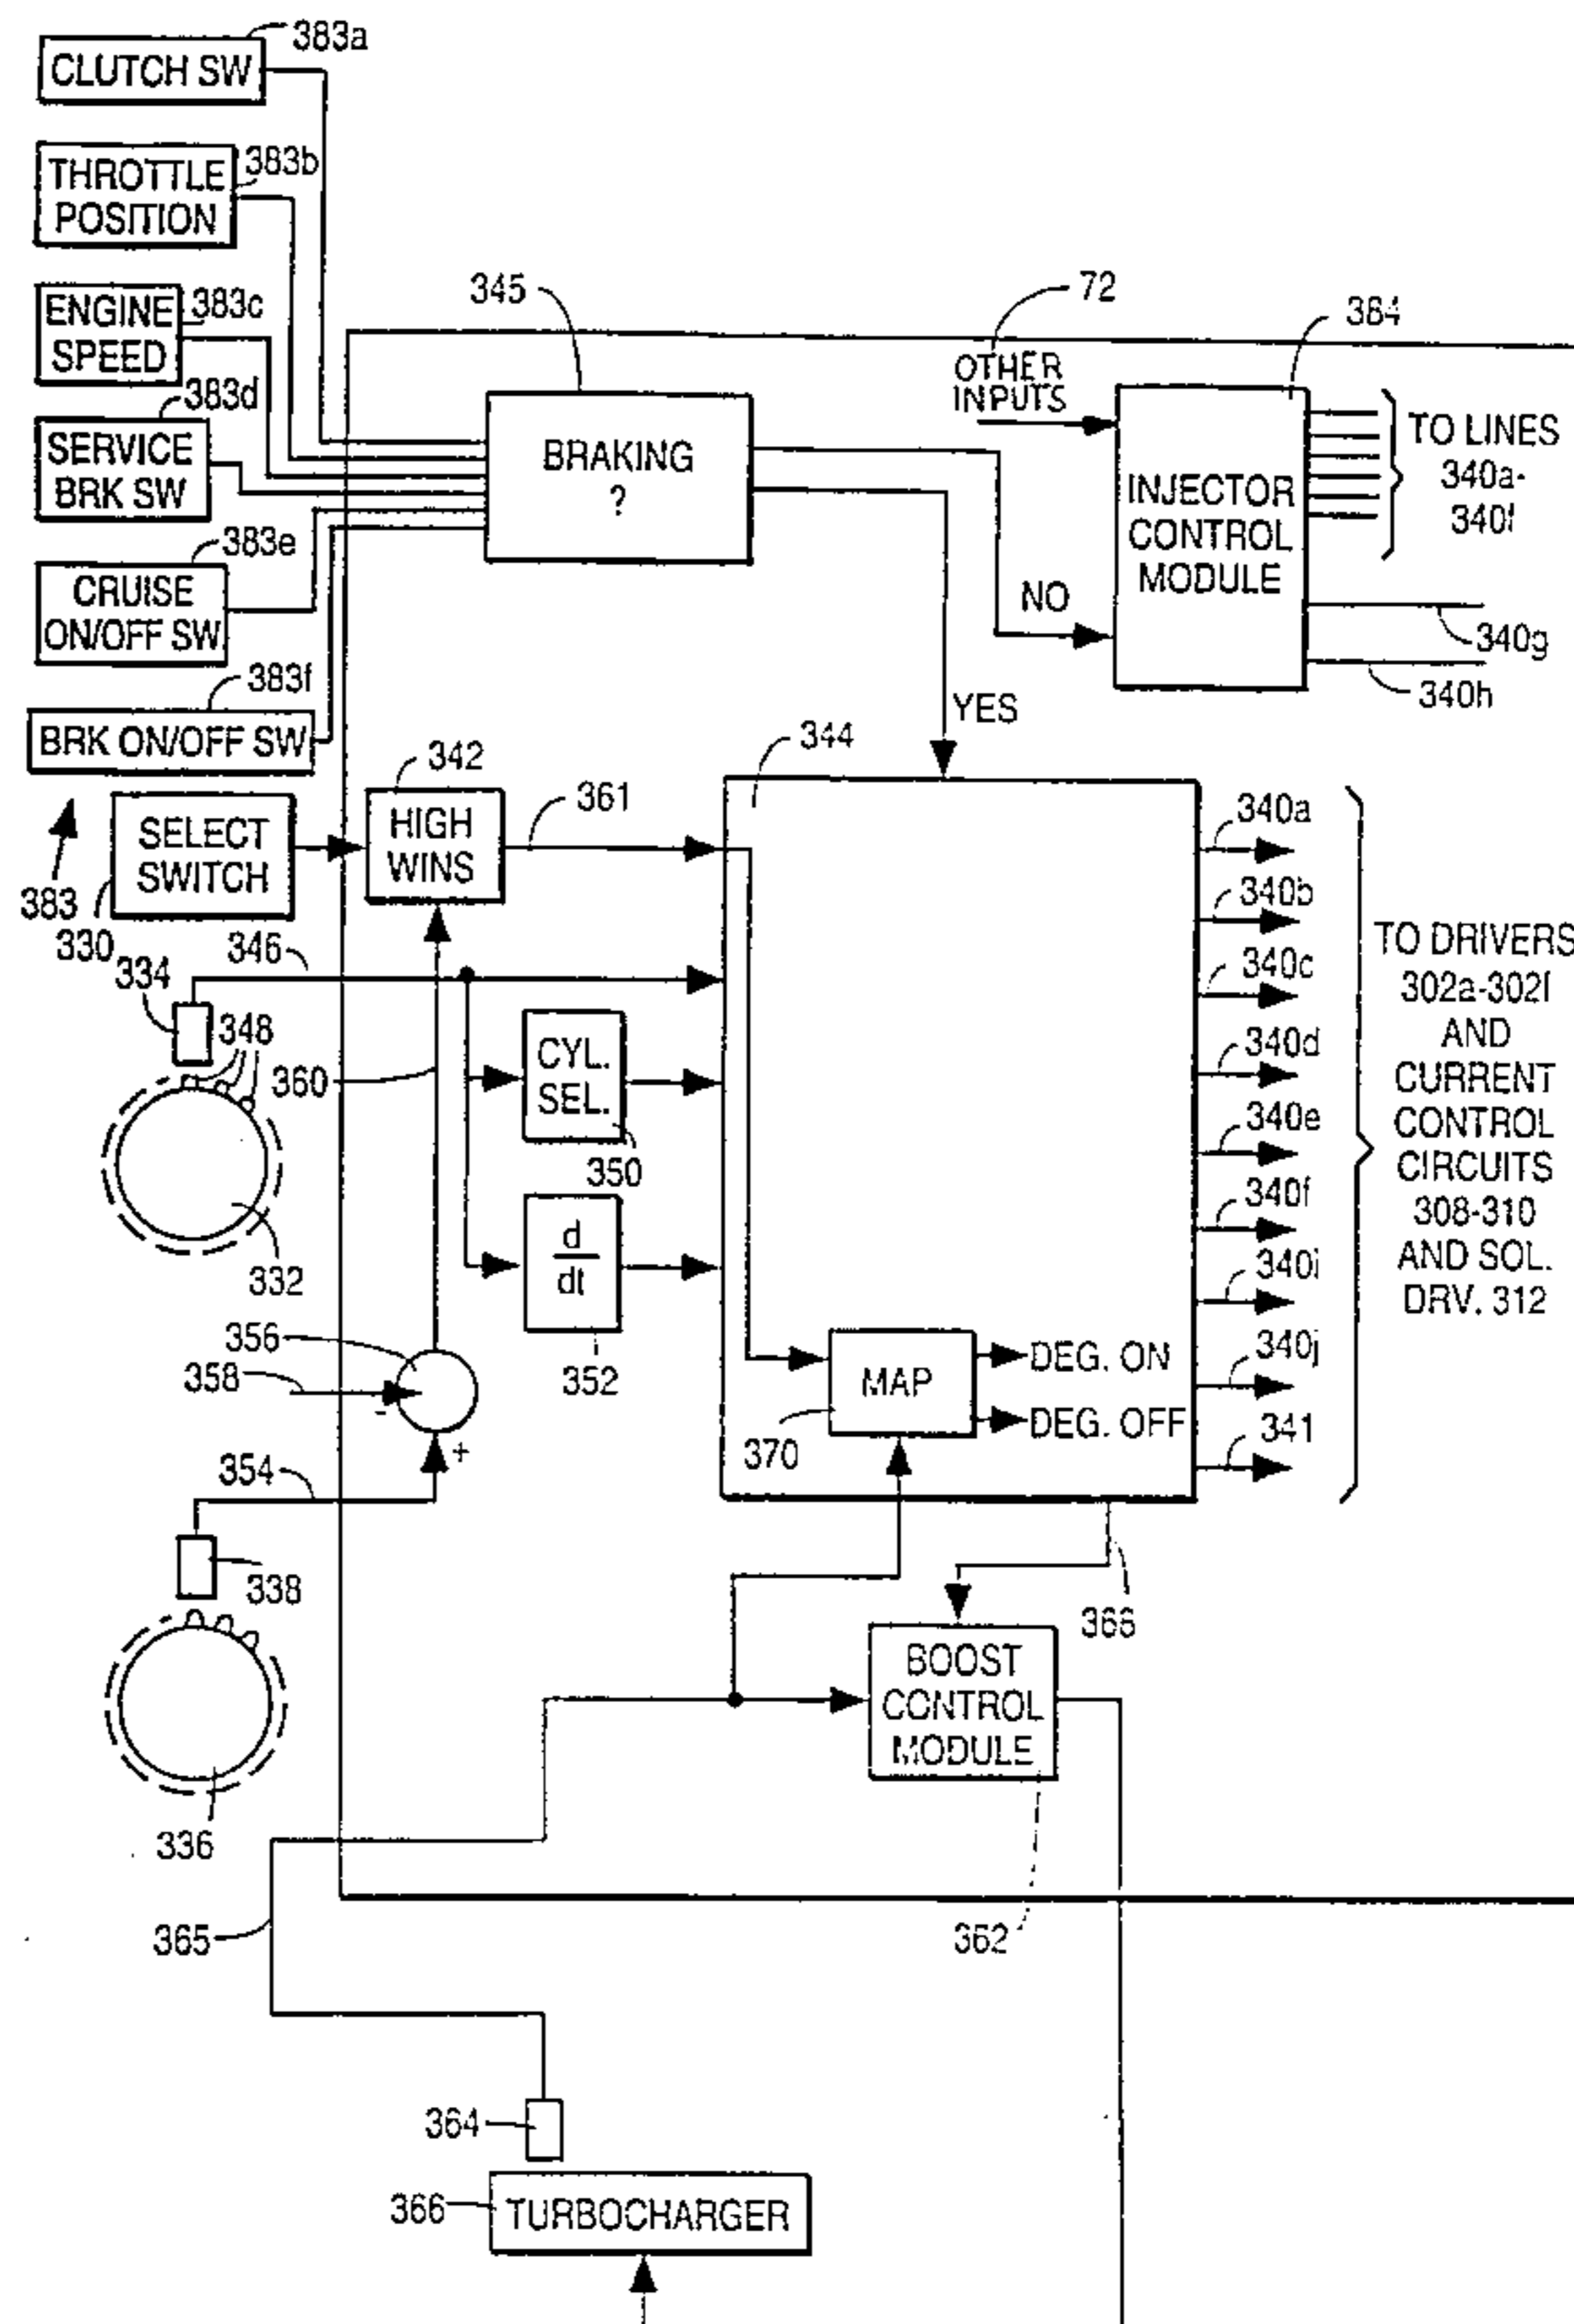 383a
CLUTCH SW
383b
THROTTLE
POSITION
383c
ENGINE
SPEED
383d
SERVICE
BRK SW
383e
CRUISE
ON/OFF SW
383f
BRK ON/OFF SW
383
SELECT
SWITCH
330
345
BRAKING
?
72
OTHER
INPUTS
384
INJECTOR
CONTROL
MODULE
TO LINES
340a-
340f
340g
340h
NO
YES
342
HIGH
WINS
361
344
346
334
348
360
332
CYL.
SEL.
350
d
dt
352
356
358
-
+
354
338
336
MAP
370
DEG. ON
DEG. OFF
340a
340b
340c
340d
340e
340f
340i
340j
341
TO DRIVERS
302a-302f
AND
CURRENT
CONTROL
CIRCUITS
308-310
AND SOL.
DRV. 312
366
BOOST
CONTROL
MODULE
362
365
364
366
TURBOCHARGER